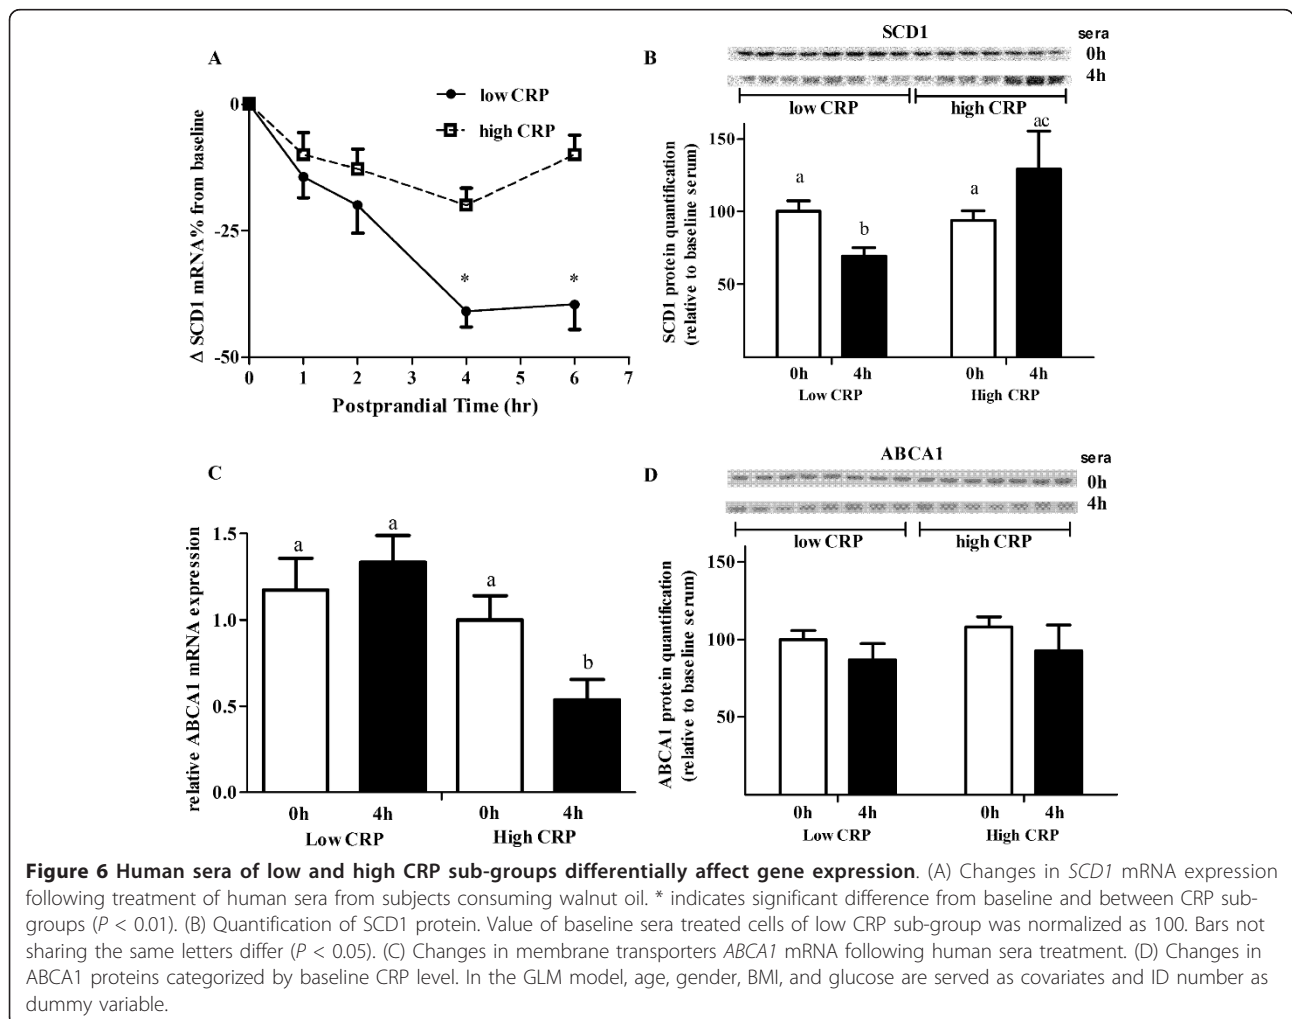 A
low CRP
high CRP
Δ SCD1 mRNA% from baseline
0
-25
-50
0 1 2 3 4 5 6 7
* *
Postprandial Time (hr)
B
SCD1
sera
0h
4h
low CRP high CRP
SCD1 protein quantification
(relative to baseline serum)
150
100
50
a b a ac
0h 4h 0h 4h
Low CRP High CRP
C
relative ABCA1 mRNA expression
1.5
1.0
0.5
0.0
a a a b
0h 4h 0h 4h
Low CRP High CRP
D
ABCA1
sera
0h
4h
low CRP high CRP
ABCA1 protein quantification
(relative to baseline serum)
150
100
50
0h 4h 0h 4h
Low CRP High CRP
Figure 6 Human sera of low and high CRP sub-groups differentially affect gene expression. (A) Changes in SCD1 mRNA expression
following treatment of human sera from subjects consuming walnut oil. * indicates significant difference from baseline and between CRP sub-
groups (P < 0.01). (B) Quantification of SCD1 protein. Value of baseline sera treated cells of low CRP sub-group was normalized as 100. Bars not
sharing the same letters differ (P < 0.05). (C) Changes in membrane transporters ABCA1 mRNA following human sera treatment. (D) Changes in
ABCA1 proteins categorized by baseline CRP level. In the GLM model, age, gender, BMI, and glucose are served as covariates and ID number as
dummy variable.